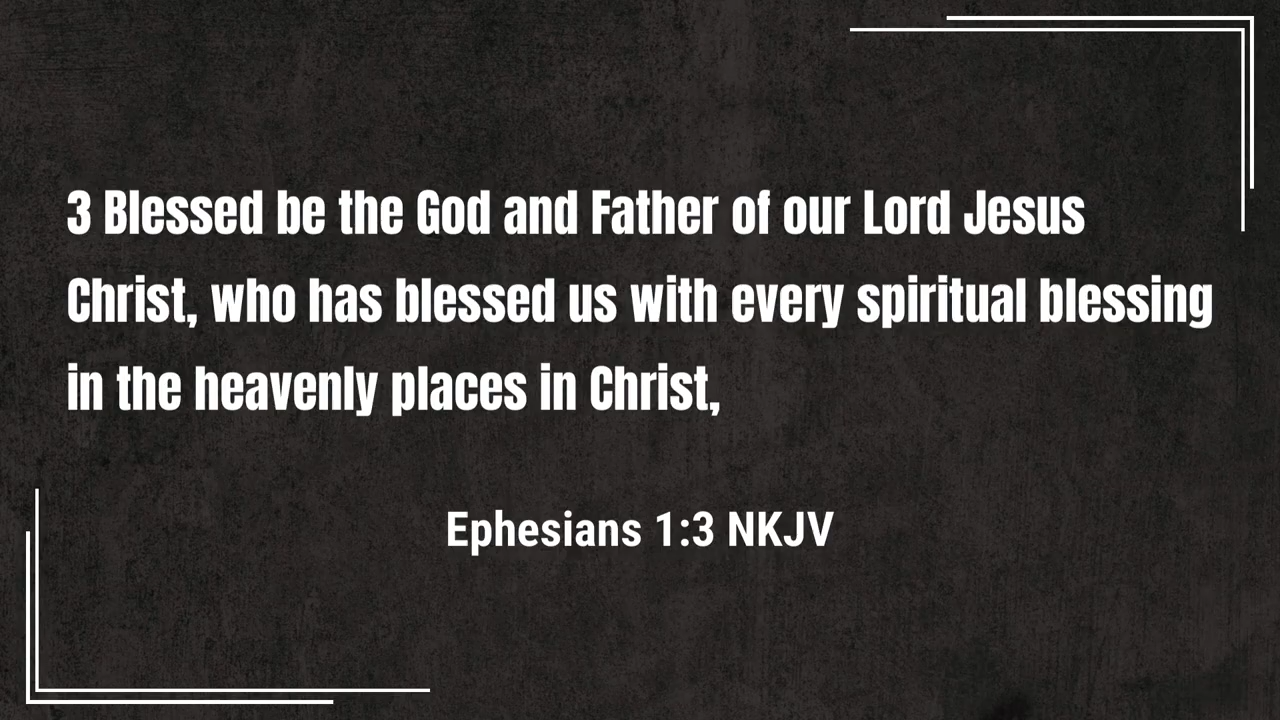 3 Blessed be the God and Father of our Lord Jesus
Christ, who has blessed us with every spiritual blessing
in the heavenly places in Christ,
Ephesians 1:3 NKJV